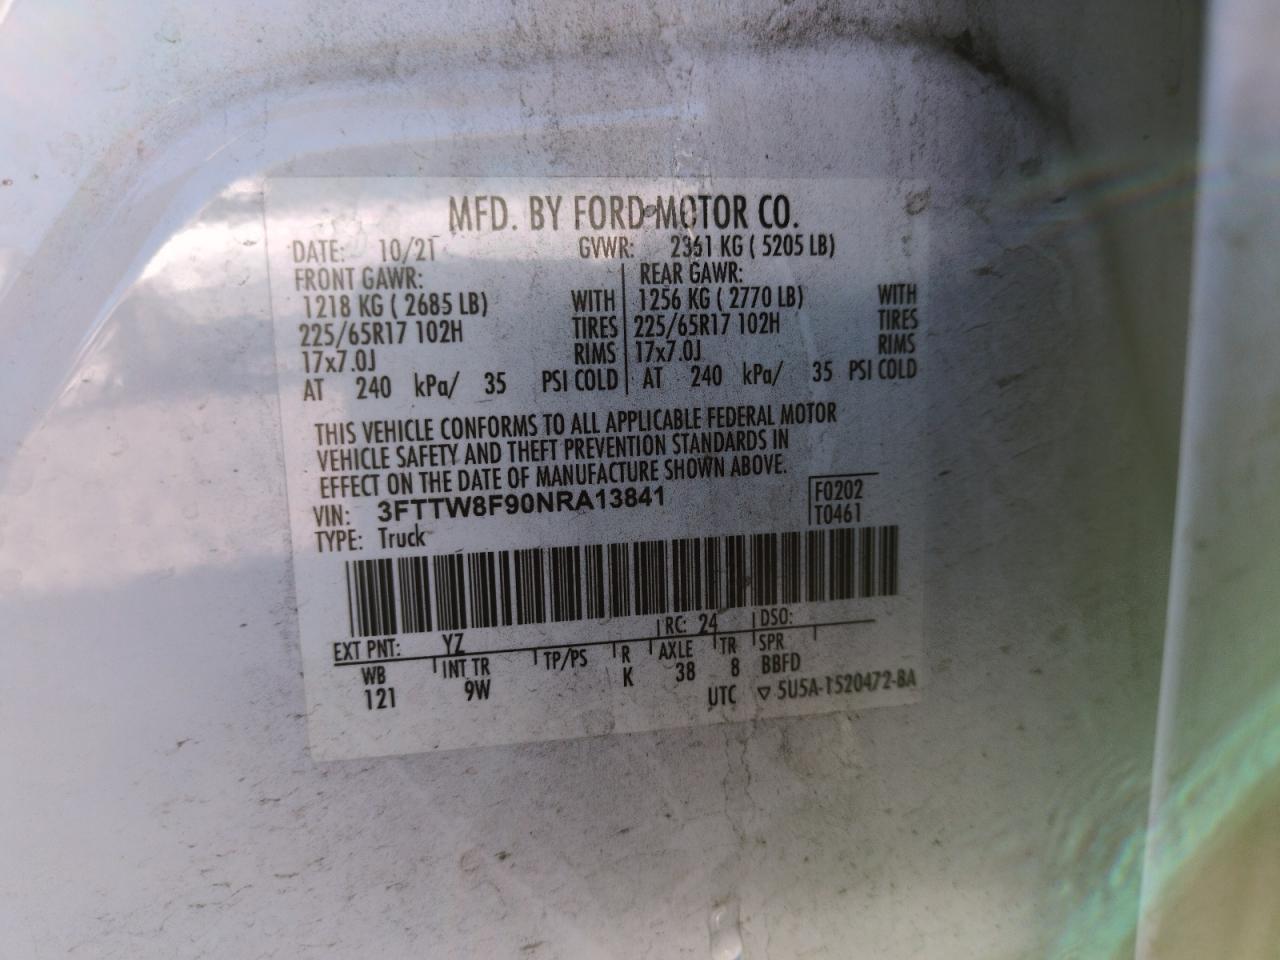 MFD. BY FORD MOTOR CO.
DATE: 10/21 GVWR: 2361 KG ( 5205 LB)
FRONT GAWR: REAR GAWR:
1218 KG ( 2685 LB) WITH 1256 KG ( 2770 LB) WITH
225/65R17 102H TIRES 225/65R17 102H TIRES
17x7.0J RIMS 17x7.0J RIMS
AT 240 kPa/ 35 PSI COLD AT 240 kPa/ 35 PSI COLD
THIS VEHICLE CONFORMS TO ALL APPLICABLE FEDERAL MOTOR
VEHICLE SAFETY AND THEFT PREVENTION STANDARDS IN
EFFECT ON THE DATE OF MANUFACTURE SHOWN ABOVE.
VIN: 3FTTW8F90NRA13841 F0202
TYPE: Truck T0461
EXT PNT: YZ RC: 24 DSO:
WB INT TR TP/PS R AXLE TR SPR
121 9W K 38 8 BBFD
UTC ▽ 5U5A-1520472-BA